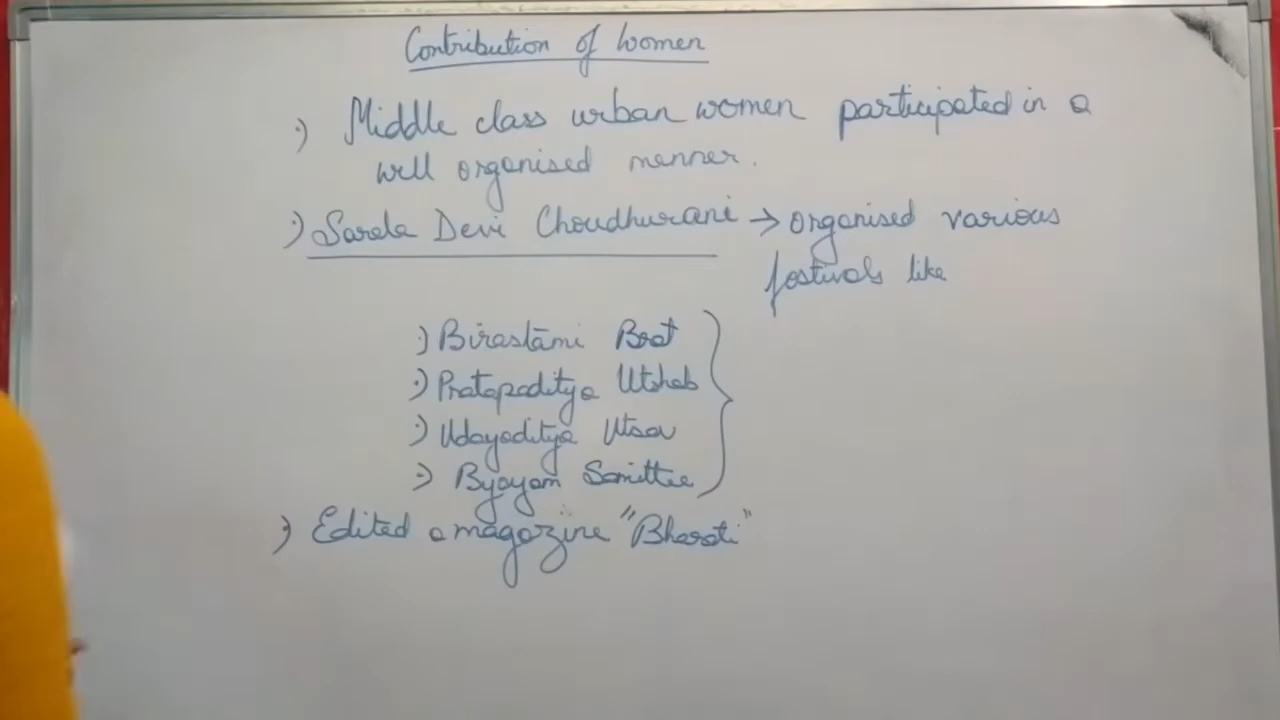 Contribution of Women
·) Middle class urban women participated in a
well organised manner.
·) Sarala Devi Choudhurani → organised various
festivals like
·) Birastāmi Brat
·) Pratapaditya Utshab
·) Udayaditya Utsav
·) Byayam Samittee
·) Edited a magazine "Bharati"